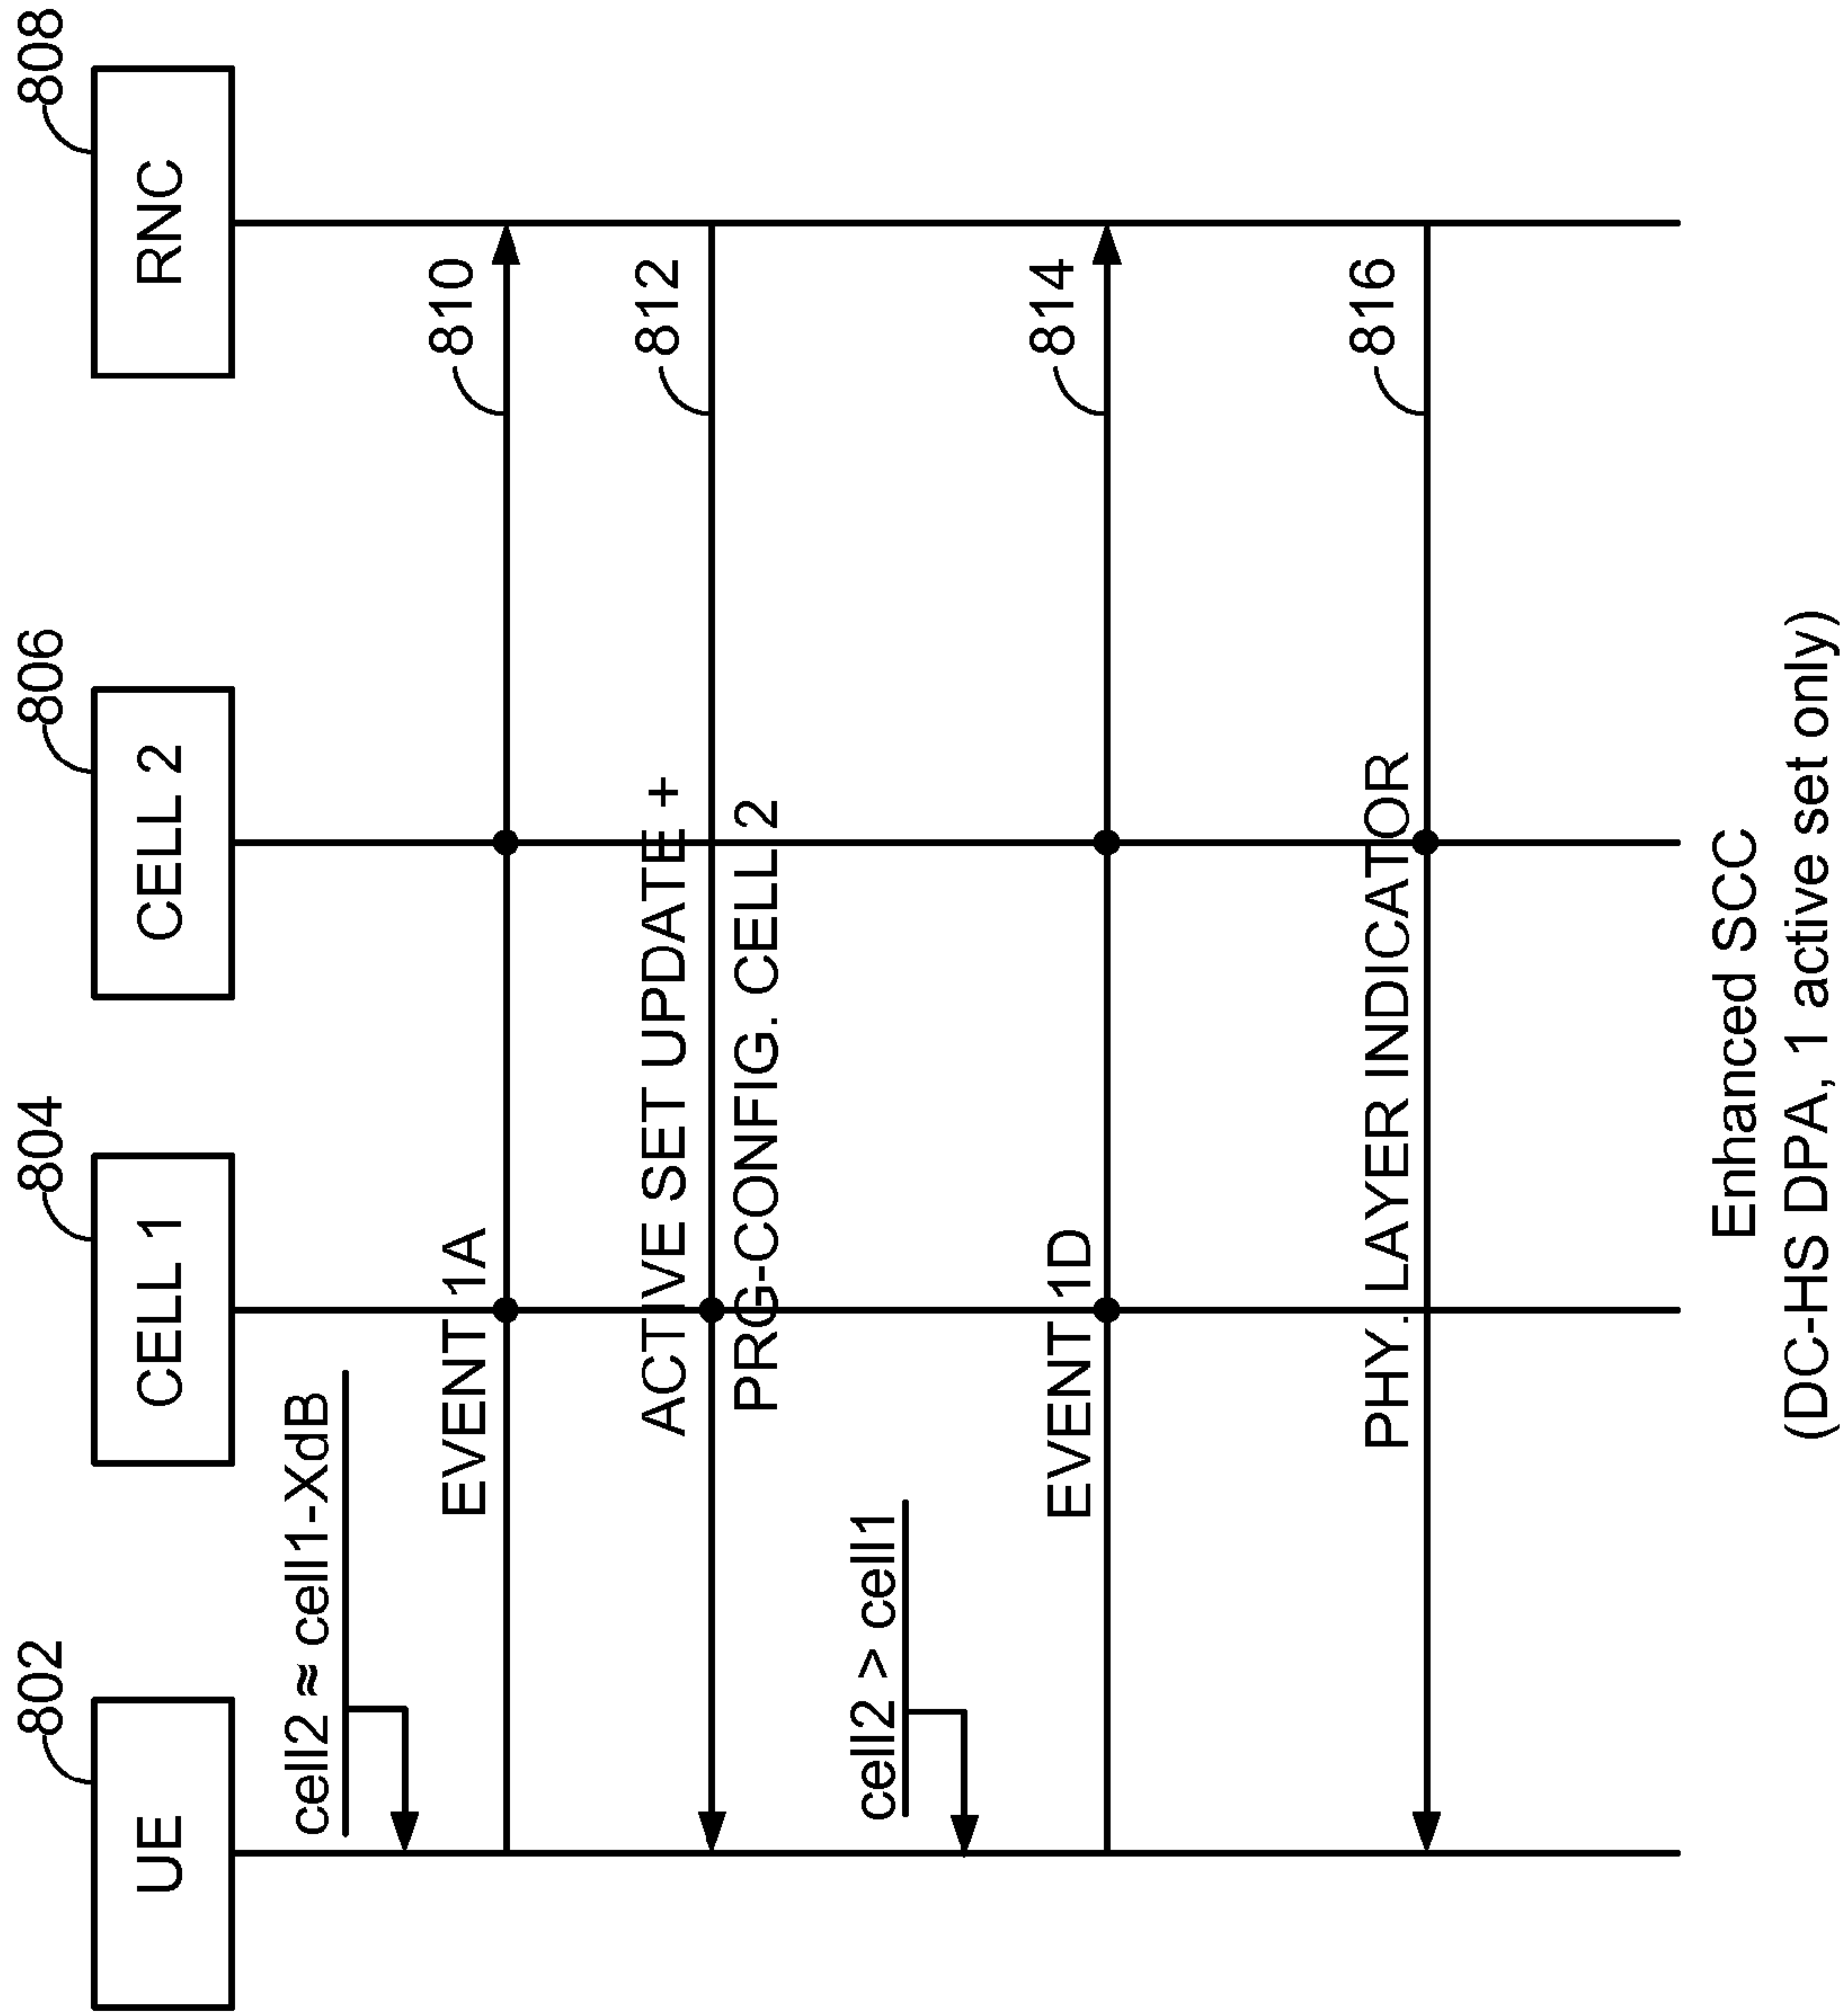 802
804
806
808
UE
CELL 1
CELL 2
RNC
cell2 ≈ cell1-XdB
EVENT 1A
810
ACTIVE SET UPDATE +
812
PRG-CONFIG. CELL 2
cell2 > cell1
EVENT 1D
814
PHY. LAYER INDICATOR
816
Enhanced SCC
(DC-HS DPA, 1 active set only)